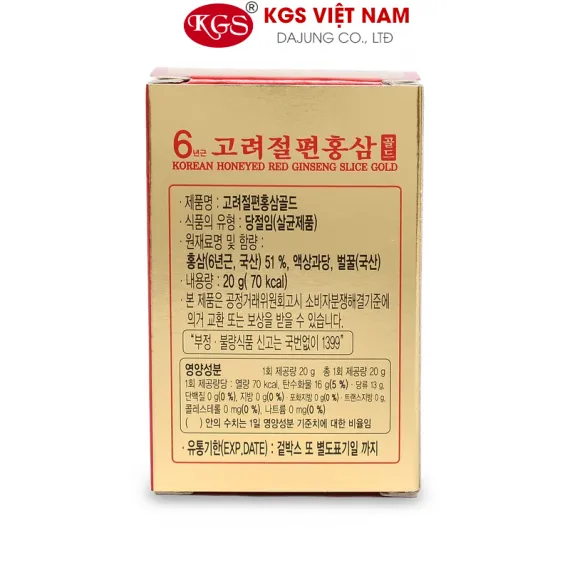 KGS ® KGS VIỆT NAM
DAJUNG CO., LTD
6년근 고려절편홍삼 골드
KOREAN HONEYED RED GINSENG SLICE GOLD
· 제품명 : 고려절편홍삼골드
· 식품의 유형 : 당절임(살균제품)
· 원재료명 및 함량 :
홍삼(6년근, 국산) 51 %, 액상과당, 벌꿀(국산)
· 내용량 : 20 g( 70 kcal)
· 본 제품은 공정거래위원회고시 소비자분쟁해결기준에
의거 교환 또는 보상을 받을 수 있습니다.
"부정 · 불량식품 신고는 국번없이 1399"
영양성분 1회 제공량 20 g 총 1회 제공량 20 g
1회 제공량당 : 열량 70 kcal, 탄수화물 16 g(5 %) · 당류 13 g,
단백질 0 g(0 %), 지방 0 g(0 %) · 포화지방 0 g(0 %) · 트랜스지방 0 g,
콜레스테롤 0 mg(0 %), 나트륨 0 mg(0 %)
( ) 안의 수치는 1일 영양성분 기준치에 대한 비율임
· 유통기한(EXP,DATE) : 겉박스 또 별도표기일 까지